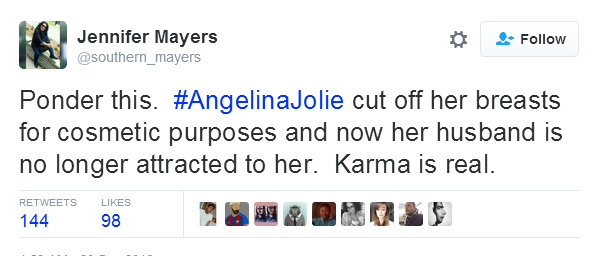 Jennifer Mayers
@southern_mayers
Follow
Ponder this. #AngelinaJolie cut off her breasts
for cosmetic purposes and now her husband is
no longer attracted to her. Karma is real.
RETWEETS LIKES
144 98